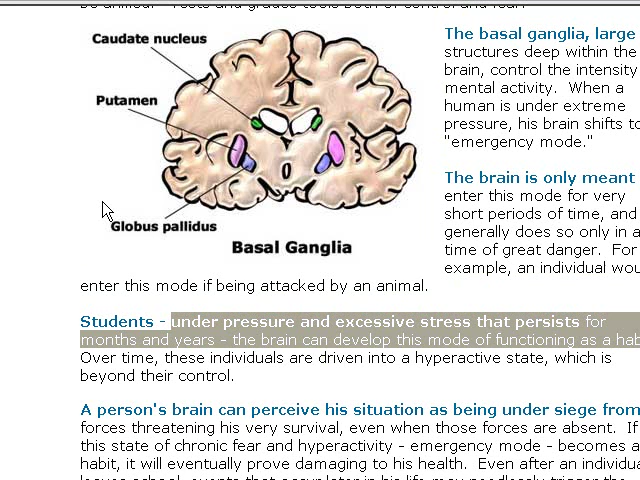 Caudate nucleus
Putamen
Globus pallidus
Basal Ganglia
The basal ganglia, large
structures deep within the
brain, control the intensity
mental activity. When a
human is under extreme
pressure, his brain shifts to
"emergency mode."
The brain is only meant
enter this mode for very
short periods of time, and
generally does so only in a
time of great danger. For
example, an individual wou
enter this mode if being attacked by an animal.
Students - under pressure and excessive stress that persists for
months and years - the brain can develop this mode of functioning as a hab
Over time, these individuals are driven into a hyperactive state, which is
beyond their control.
A person's brain can perceive his situation as being under siege from
forces threatening his very survival, even when those forces are absent. If
this state of chronic fear and hyperactivity - emergency mode - becomes a
habit, it will eventually prove damaging to his health. Even after an individua